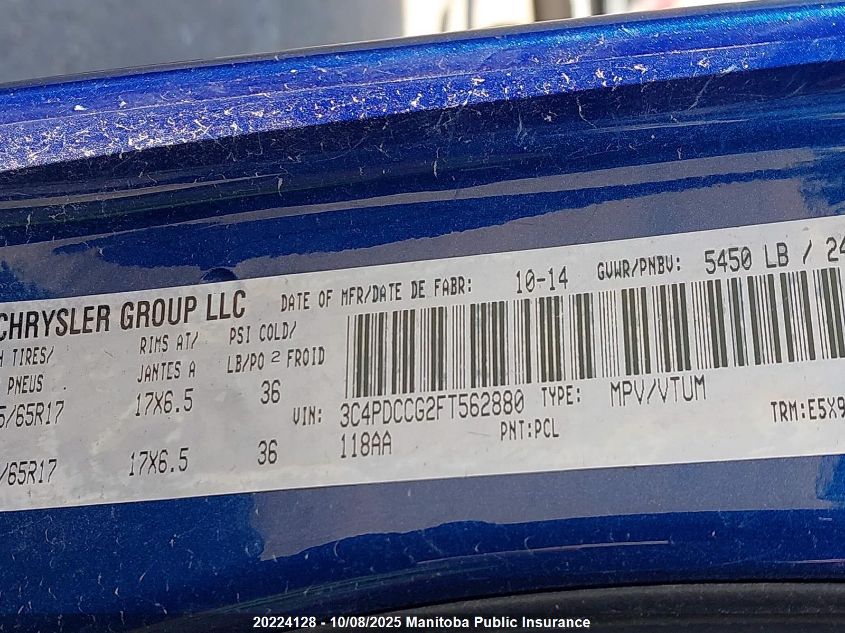 CHRYSLER GROUP LLC DATE OF MFR/DATE DE FABR: 10-14 GVWR/PNBV: 5450 LB / 24
TIRES/ RIMS AT/ PSI COLD/
PNEUS JANTES A LB/PO 2 FROID
/65R17 17X6.5 36 VIN: 3C4PDCCG2FT562880 TYPE: MPV/VTUM
/65R17 17X6.5 36 118AA PNT:PCL TRM:E5X9
20224128 - 10/08/2025 Manitoba Public Insurance